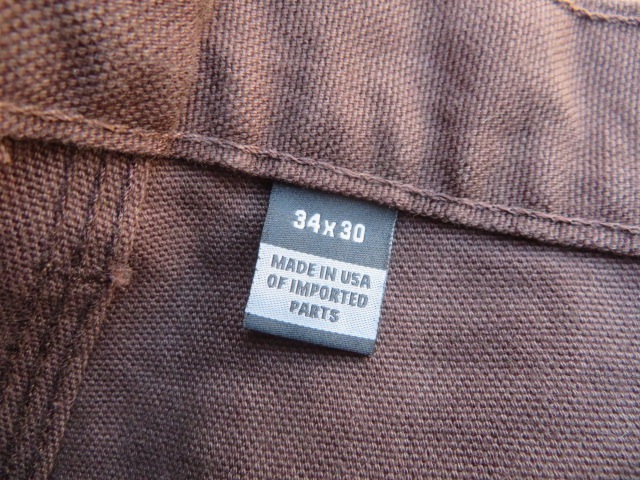 34x30
MADE IN USA
OF IMPORTED
PARTS